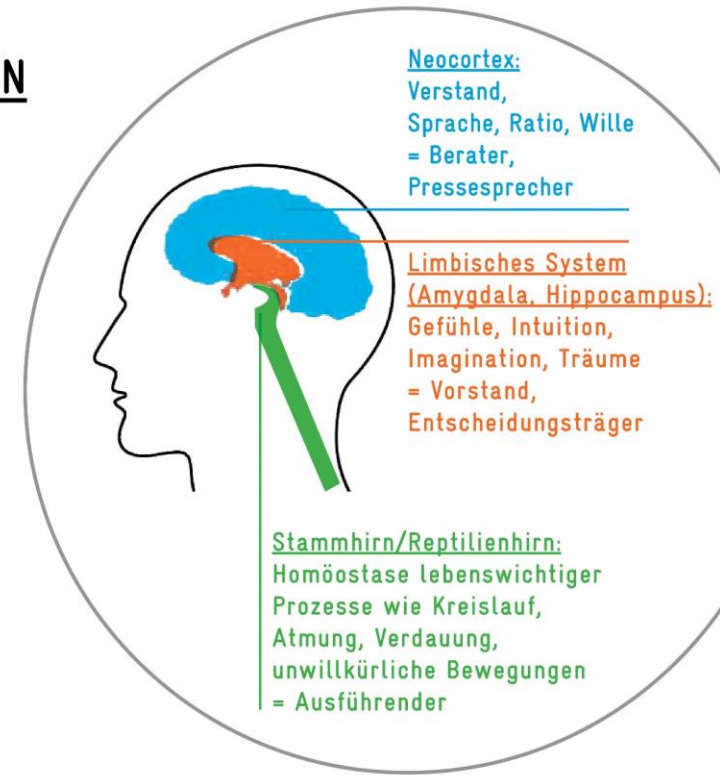 N
Neocortex:
Verstand,
Sprache, Ratio, Wille
= Berater,
Pressesprecher
Limbisches System
(Amygdala, Hippocampus):
Gefühle, Intuition,
Imagination, Träume
= Vorstand,
Entscheidungsträger
Stammhirn/Reptilienhirn:
Homöostase lebenswichtiger
Prozesse wie Kreislauf,
Atmung, Verdauung,
unwillkürliche Bewegungen
= Ausführender